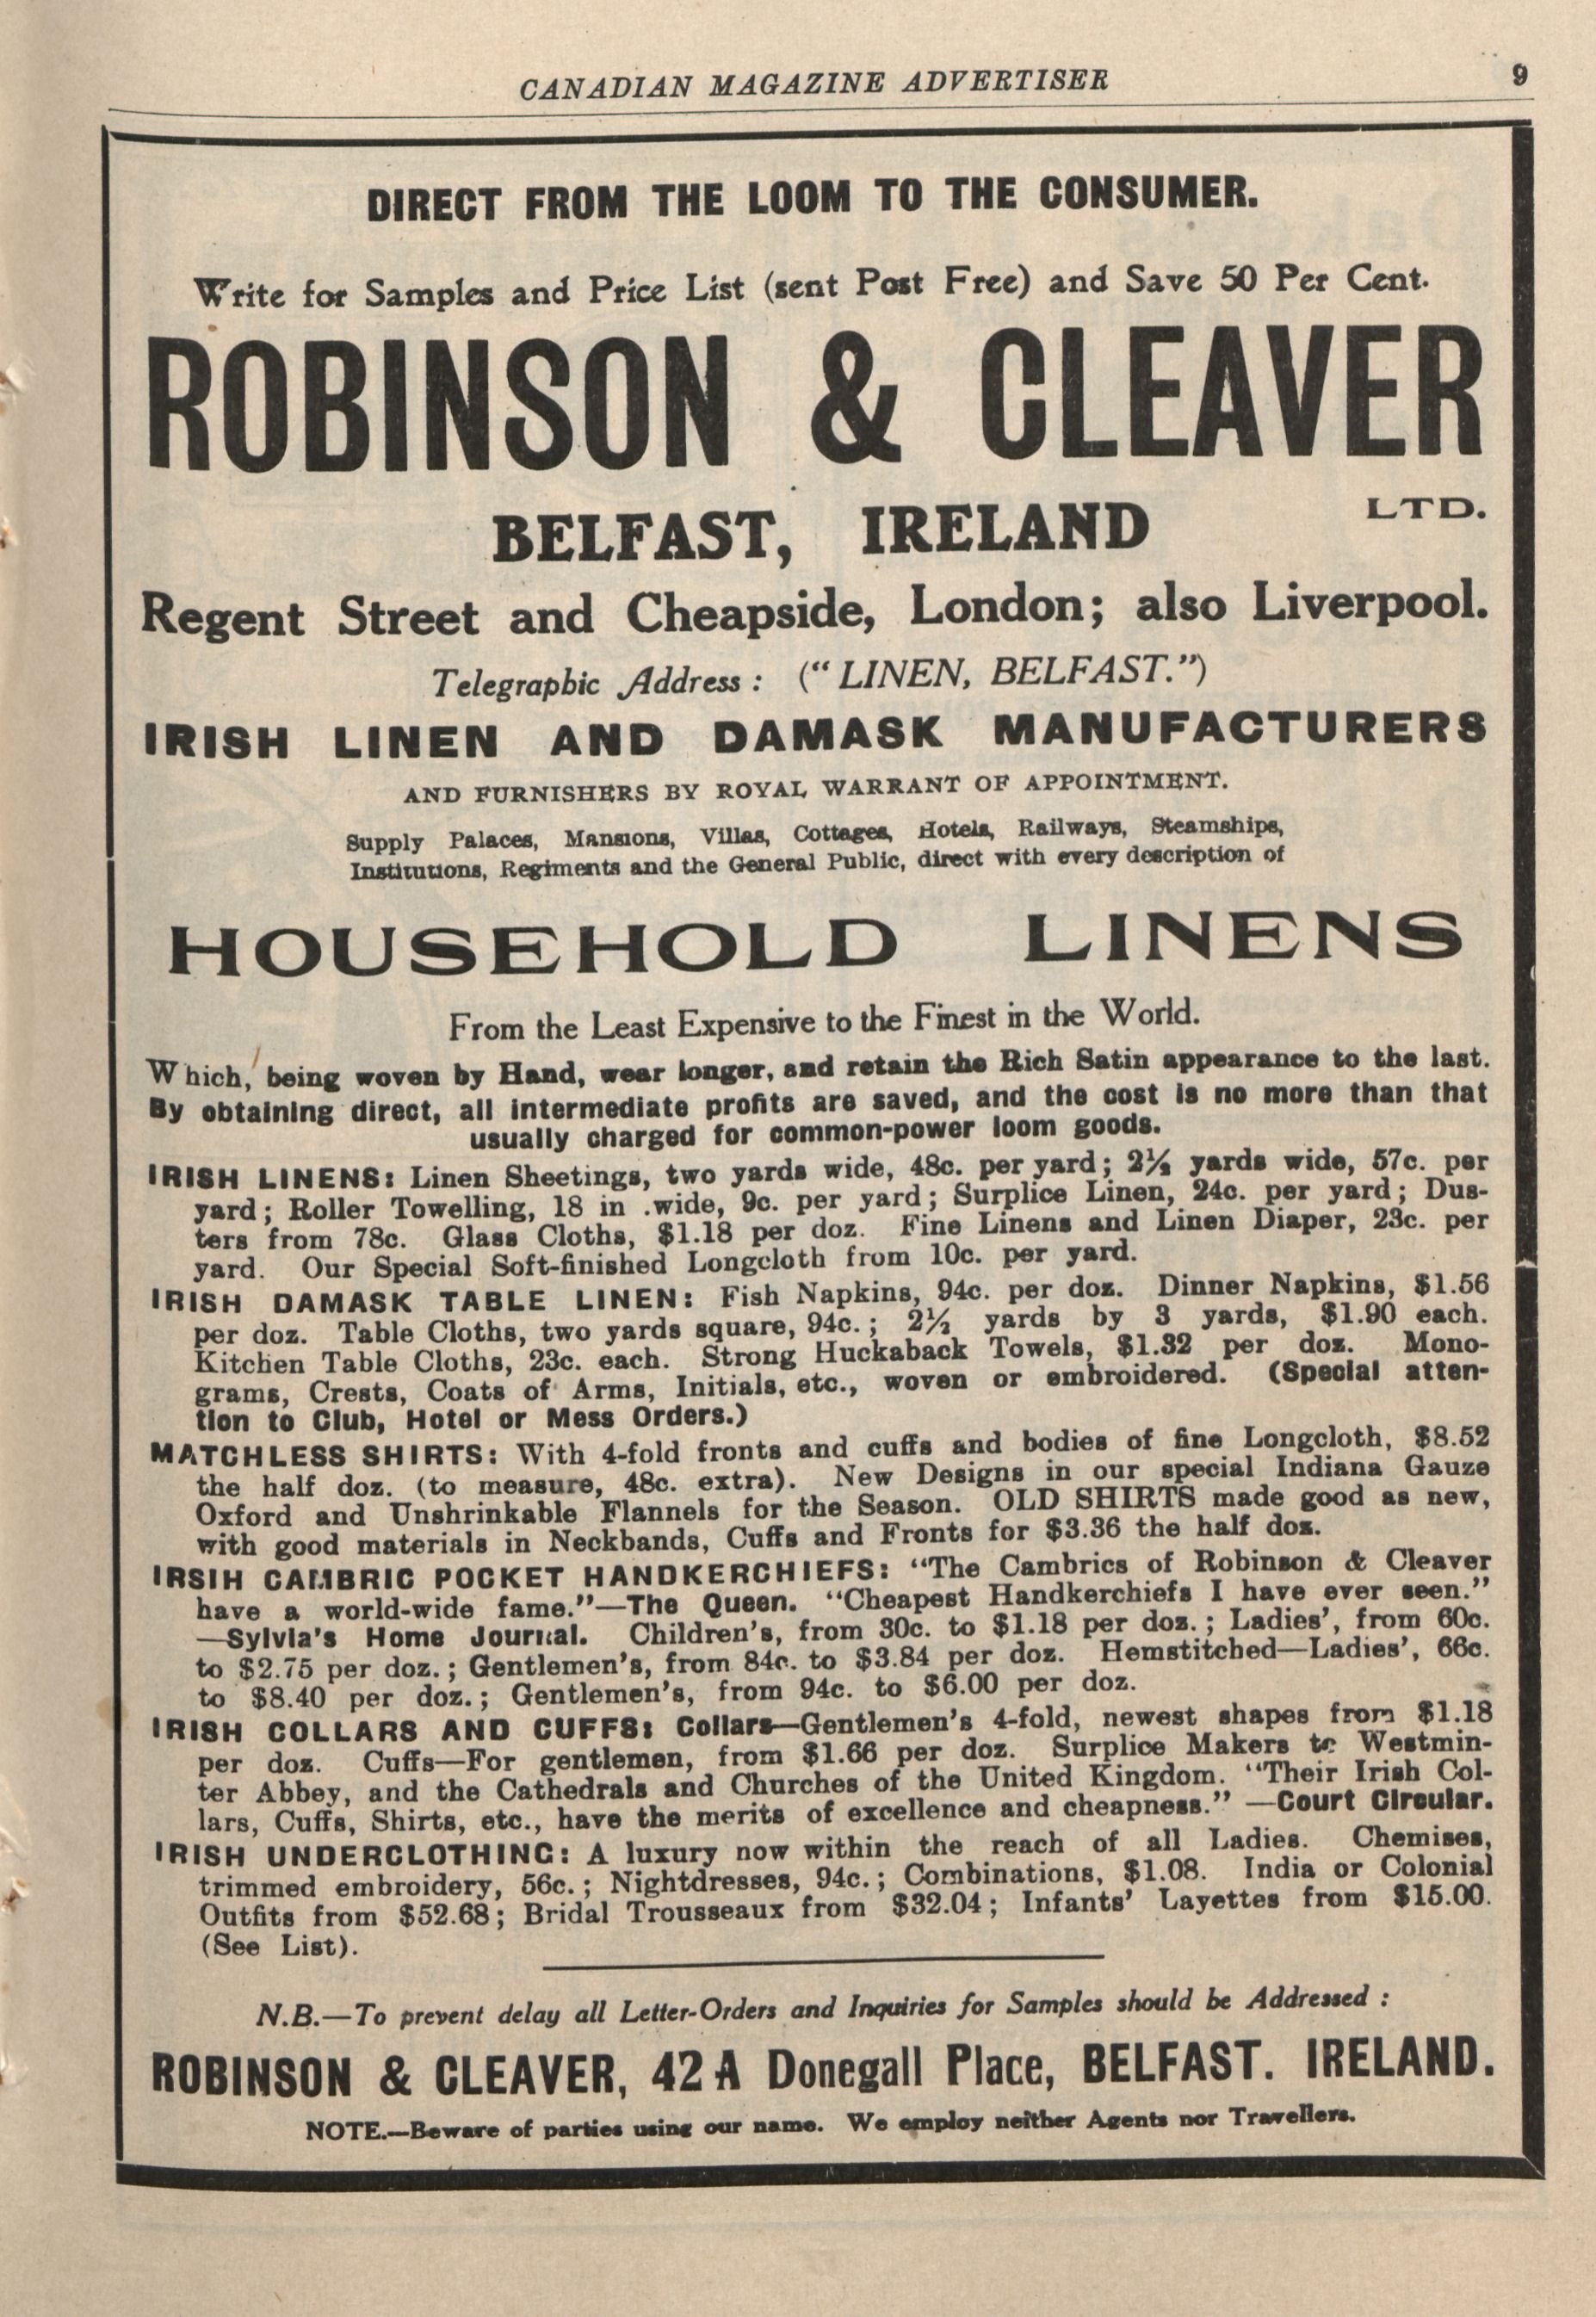 CANADIAN MAGAZINE ADVERTISER 9
DIRECT FROM THE LOOM TO THE CONSUMER.
Write for Samples and Price List (sent Post Free) and Save 50 Per Cent.
ROBINSON & CLEAVER
LTD.
BELFAST, IRELAND
Regent Street and Cheapside, London; also Liverpool.
Telegraphic Address : (“ LINEN, BELFAST.”)
IRISH LINEN AND DAMASK MANUFACTURERS
AND FURNISHERS BY ROYAL WARRANT OF APPOINTMENT.
Supply Palaces, Mansions, Villas, Cottages, Hotels, Railways, Steamships,
Institutions, Regiments and the General Public, direct with every description of
HOUSEHOLD LINENS
From the Least Expensive to the Finest in the World.
Which, being woven by Hand, wear longer, and retain the Rich Satin appearance to the last.
By obtaining direct, all intermediate profits are saved, and the cost is no more than that
usually charged for common-power loom goods.
IRISH LINENS: Linen Sheetings, two yards wide, 48c. per yard; 2½ yards wide, 57c. per
yard; Roller Towelling, 18 in .wide, 9c. per yard; Surplice Linen, 24c. per yard; Dus-
ters from 78c. Glass Cloths, $1.18 per doz. Fine Linens and Linen Diaper, 23c. per
yard. Our Special Soft-finished Longcloth from 10c. per yard.
IRISH DAMASK TABLE LINEN: Fish Napkins, 94c. per doz. Dinner Napkins, $1.56
per doz. Table Cloths, two yards square, 94c.; 2½ yards by 3 yards, $1.90 each.
Kitchen Table Cloths, 23c. each. Strong Huckaback Towels, $1.32 per doz. Mono-
grams, Crests, Coats of Arms, Initials, etc., woven or embroidered. (Special atten-
tion to Club, Hotel or Mess Orders.)
MATCHLESS SHIRTS: With 4-fold fronts and cuffs and bodies of fine Longcloth, $8.52
the half doz. (to measure, 48c. extra). New Designs in our special Indiana Gauze
Oxford and Unshrinkable Flannels for the Season. OLD SHIRTS made good as new,
with good materials in Neckbands, Cuffs and Fronts for $3.36 the half doz.
IRSIH CAMBRIC POCKET HANDKERCHIEFS: “The Cambrics of Robinson & Cleaver
have a world-wide fame.”—The Queen. “Cheapest Handkerchiefs I have ever seen.”
—Sylvia's Home Journal. Children's, from 30c. to $1.18 per doz.; Ladies', from 60c.
to $2.75 per doz.; Gentlemen's, from 84c. to $3.84 per doz. Hemstitched—Ladies', 66c.
to $8.40 per doz.; Gentlemen's, from 94c. to $6.00 per doz.
IRISH COLLARS AND CUFFS: Collars—Gentlemen's 4-fold, newest shapes from $1.18
per doz. Cuffs—For gentlemen, from $1.66 per doz. Surplice Makers to Westmin-
ter Abbey, and the Cathedrals and Churches of the United Kingdom. “Their Irish Col-
lars, Cuffs, Shirts, etc., have the merits of excellence and cheapness.” —Court Circular.
IRISH UNDERCLOTHING: A luxury now within the reach of all Ladies. Chemises,
trimmed embroidery, 56c.; Nightdresses, 94c.; Combinations, $1.08. India or Colonial
Outfits from $52.68; Bridal Trousseaux from $32.04; Infants' Layettes from $15.00.
(See List).
N.B.—To prevent delay all Letter-Orders and Inquiries for Samples should be Addressed :
ROBINSON & CLEAVER, 42 A Donegall Place, BELFAST. IRELAND.
NOTE.—Beware of parties using our name. We employ neither Agents nor Travellers.